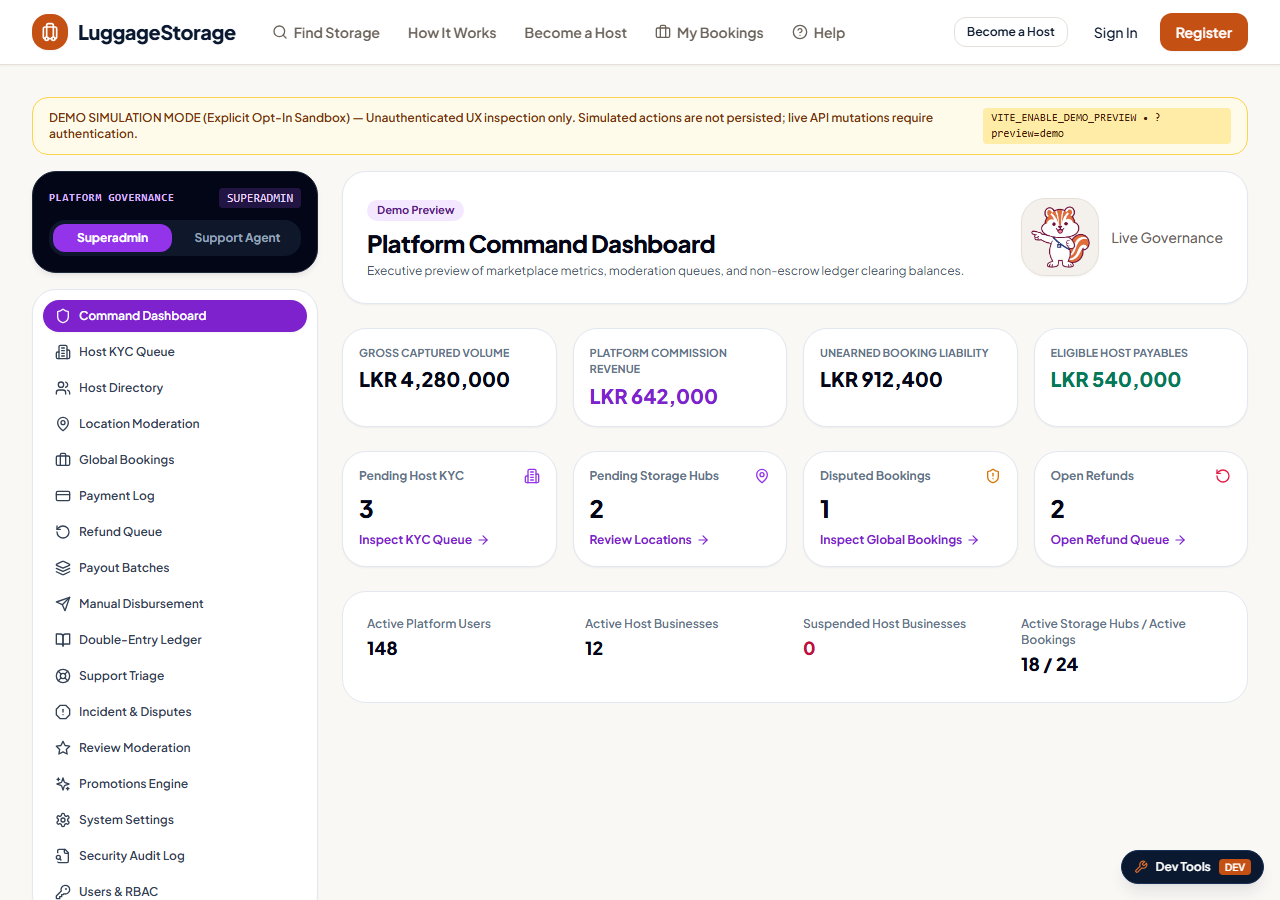 LuggageStorage
Find Storage
How It Works
Become a Host
My Bookings
Help
Become a Host
Sign In
Register
DEMO SIMULATION MODE (Explicit Opt-In Sandbox) — Unauthenticated UX inspection only. Simulated actions are not persisted; live API mutations require
authentication.
VITE_ENABLE_DEMO_PREVIEW • ?
preview=demo
PLATFORM GOVERNANCE
SUPERADMIN
Superadmin
Support Agent
Command Dashboard
Host KYC Queue
Host Directory
Location Moderation
Global Bookings
Payment Log
Refund Queue
Payout Batches
Manual Disbursement
Double-Entry Ledger
Support Triage
Incident & Disputes
Review Moderation
Promotions Engine
System Settings
Security Audit Log
Users & RBAC
Demo Preview
Platform Command Dashboard
Executive preview of marketplace metrics, moderation queues, and non-escrow ledger clearing balances.
Live Governance
GROSS CAPTURED VOLUME
LKR 4,280,000
PLATFORM COMMISSION
REVENUE
LKR 642,000
UNEARNED BOOKING LIABILITY
LKR 912,400
ELIGIBLE HOST PAYABLES
LKR 540,000
Pending Host KYC
3
Inspect KYC Queue →
Pending Storage Hubs
2
Review Locations →
Disputed Bookings
1
Inspect Global Bookings →
Open Refunds
2
Open Refund Queue →
Active Platform Users
148
Active Host Businesses
12
Suspended Host Businesses
0
Active Storage Hubs / Active
Bookings
18 / 24
Dev Tools
DEV